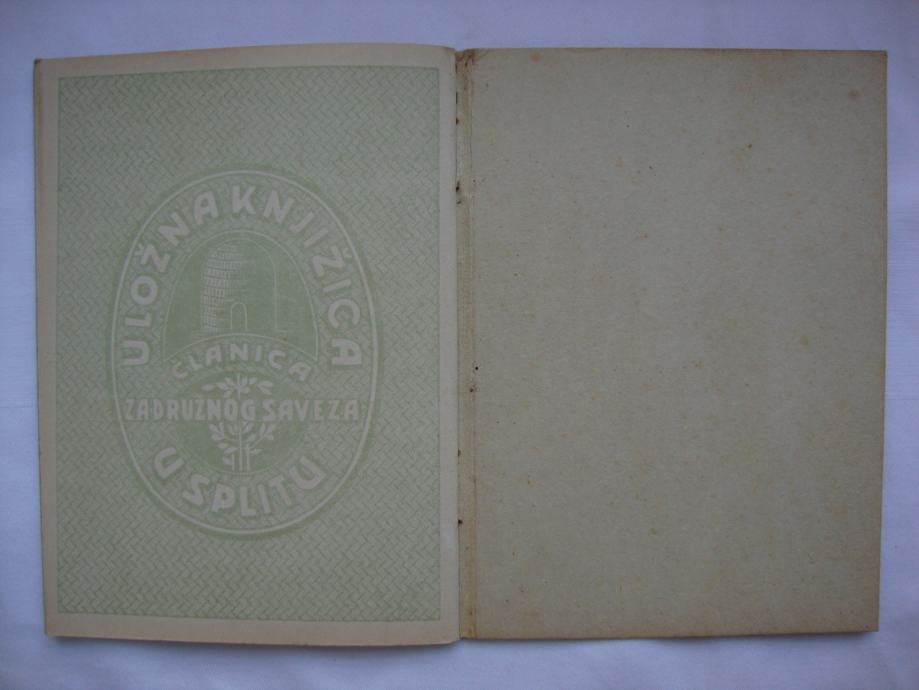 ULOŽNA KNJIŽICA
ČLANICA
ZADRUŽNOG SAVEZA
U SPLITU